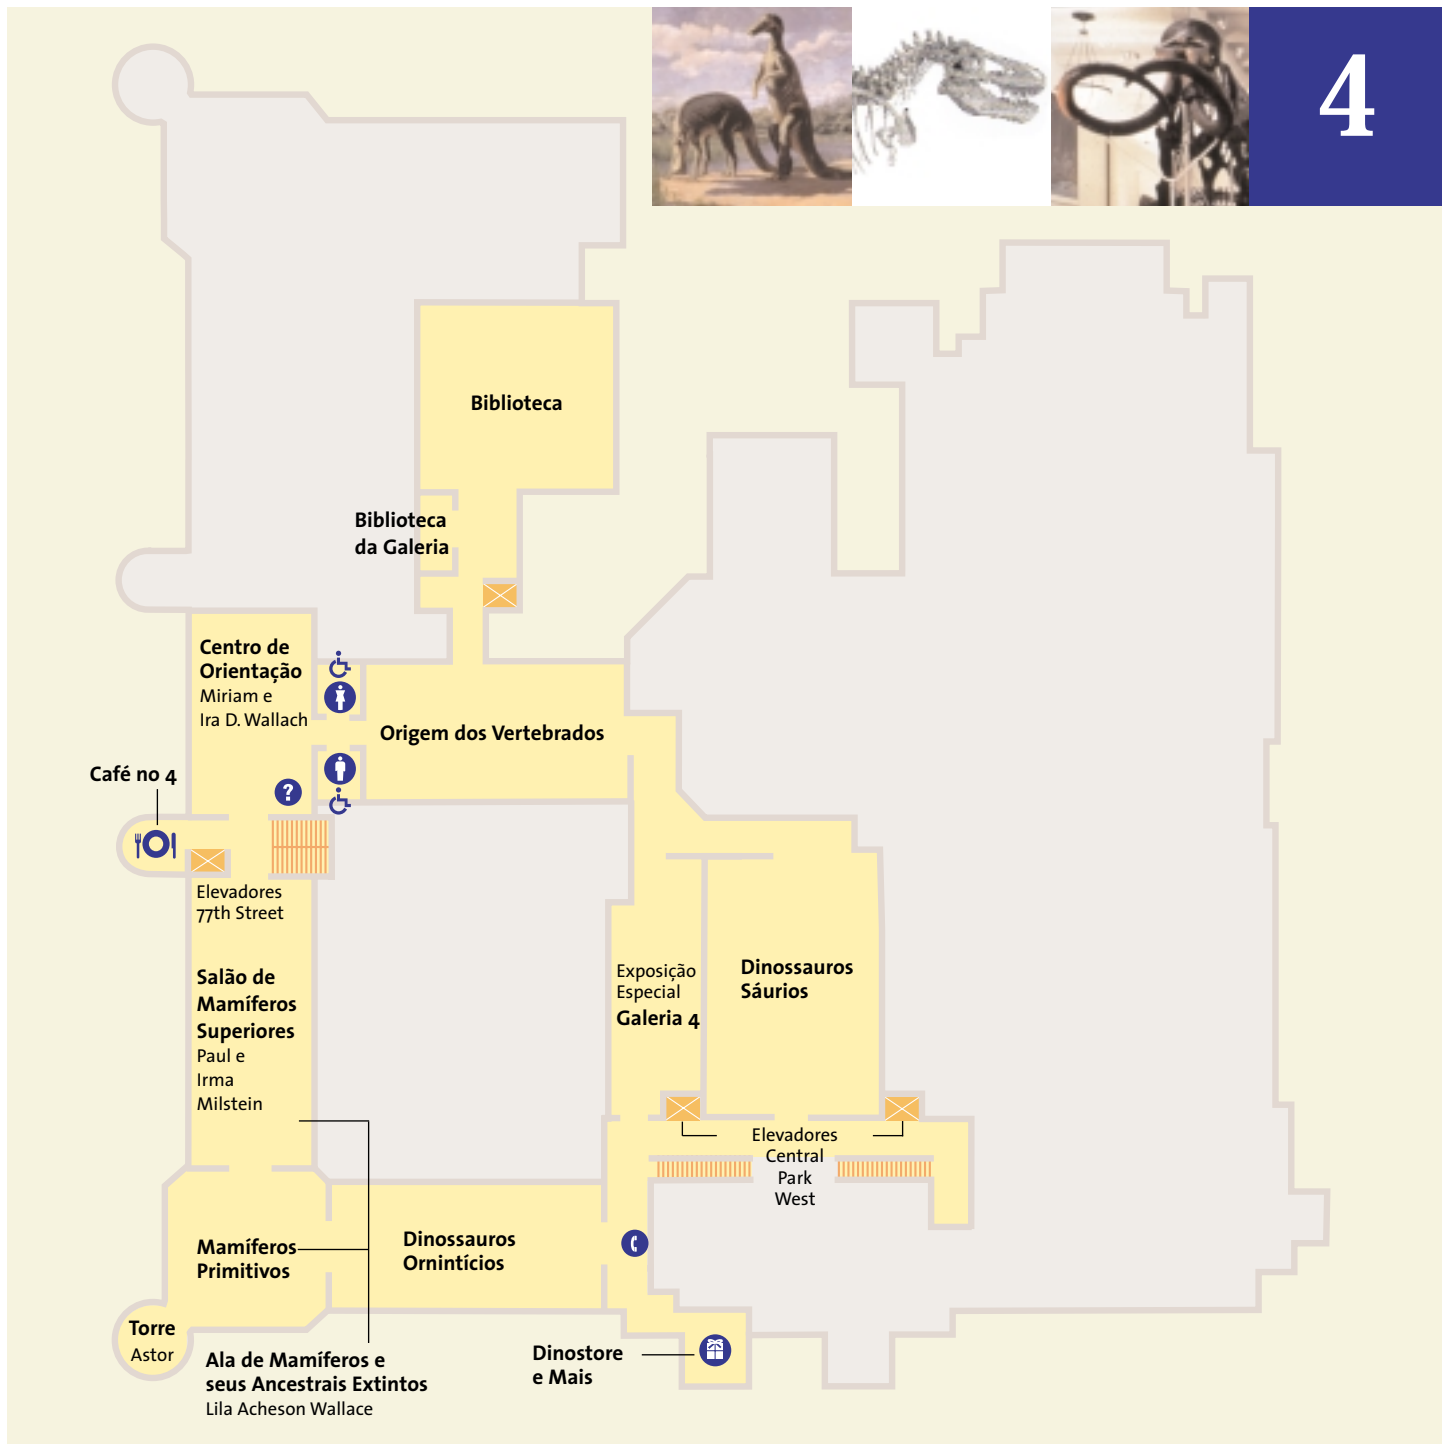 4
Biblioteca
Biblioteca
da Galeria
Centro de
Orientação
Miriam e
Ira D. Wallach
Origem dos Vertebrados
Café no 4
?
Elevadores
77th Street
Salão de
Mamíferos
Superiores
Paul e
Irma
Milstein
Exposição
Especial
Galeria 4
Dinossauros
Sáurios
Elevadores
Central
Park
West
Mamíferos
Primitivos
Dinossauros
Ornintícios
Torre
Astor
Ala de Mamíferos e
seus Ancestrais Extintos
Lila Acheson Wallace
Dinostore
e Mais